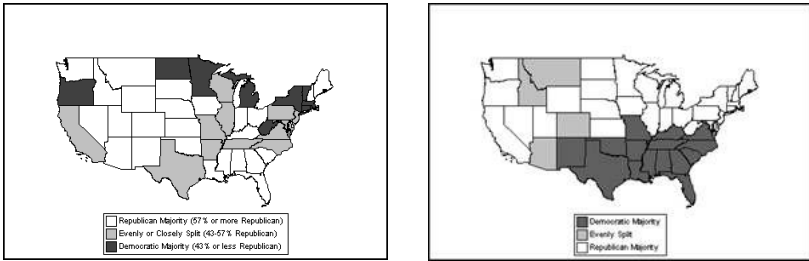 Republican Majority (57% or more Republican)
Evenly or Closely Split (43-57% Republican)
Democratic Majority (43% or less Republican)
Democratic Majority
Evenly Split
Republican Majority